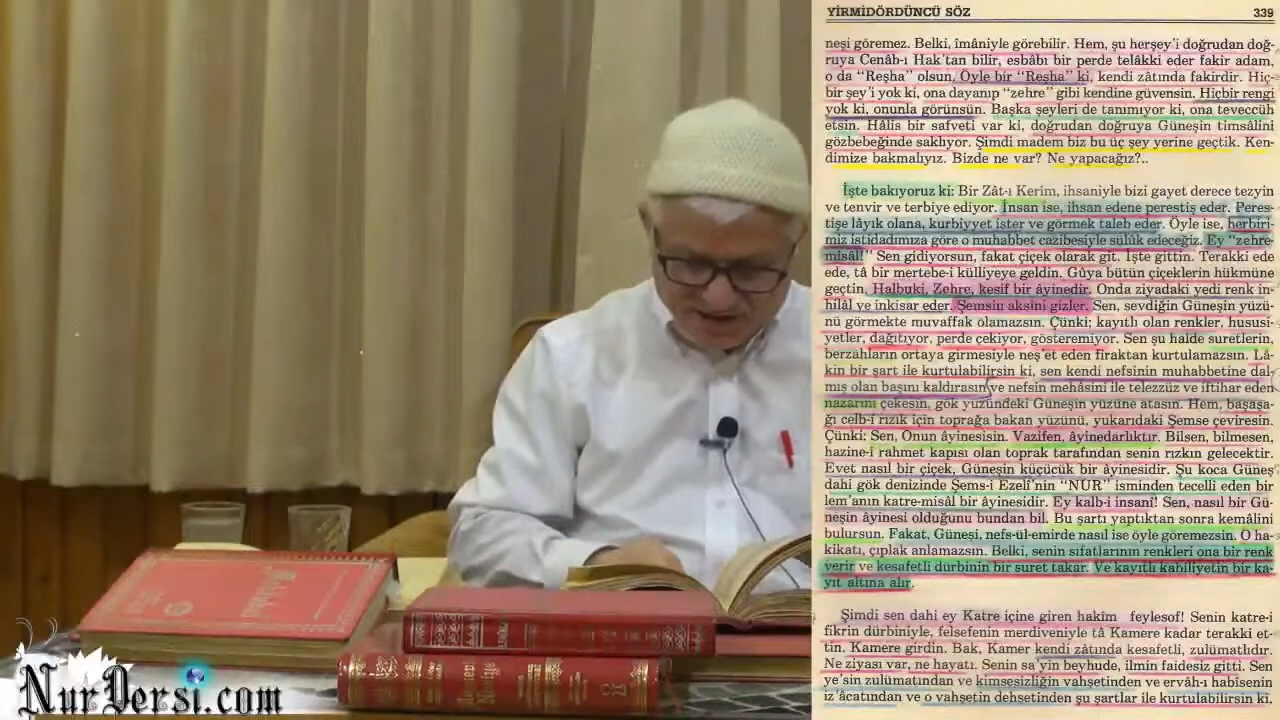 YİRMİDÖRDÜNCÜ SÖZ 339
neşi göremez. Belki, îmâniyle görebilir. Hem, şu herşey'i doğrudan doğ-
ruya Cenâb-ı Hak'tan bilir, esbâbı bir perde telâkki eder fakir adam,
o da "Reşha" olsun. Öyle bir "Reşha" ki, kendi zâtında fakirdir. Hiç-
bir şey'i yok ki, ona dayanıp "zehre" gibi kendine güvensin. Hiçbir rengi
yok ki, onunla görünsün. Başka şeyleri de tanımıyor ki, ona teveccüh
etsin. Hâlis bir safveti var ki, doğrudan doğruya Güneşin timsâlini
gözbebeğinde saklıyor. Şimdi madem biz bu üç şey yerine geçtik. Ken-
dimize bakmalıyız. Bizde ne var? Ne yapacağız?..
İşte bakıyoruz ki: Bir Zât-ı Kerîm, ihsaniyle bizi gayet derece tezyin
ve tenvir ve terbiye ediyor. İnsan ise, ihsan edene perestiş eder. Peres-
tişe lâyık olana, kurbiyyet ister ve görmek taleb eder. Öyle ise, herbiri-
miz istidadımıza göre o muhabbet cazibesiyle sülûk edeceğiz. Ey "zehre-
misâl!" Sen gidiyorsun, fakat çiçek olarak git. İşte gittin. Terakki ede
ede, tâ bir mertebe-i külliyeye geldin. Gûya bütün çiçeklerin hükmüne
geçtin. Halbuki, Zehre, kesif bir âyinedir. Onda ziyadaki yedi renk in-
hilâl ve inkisar eder. Şemsin aksini gizler. Sen, sevdiğin Güneşin yüzü-
nü görmekte muvaffak olamazsın. Çünki; kayıtlı olan renkler, hususi-
yetler, dağıtıyor, perde çekiyor, gösteremiyor. Sen şu halde suretlerin,
berzahların ortaya girmesiyle neş'et eden firaktan kurtulamazsın. Lâ-
kin bir şart ile kurtulabilirsin ki, sen kendi nefsinin muhabbetine dal-
mış olan başını kaldırasın ve nefsin mehâsini ile telezzüz ve iftihar eden
nazarını çekesin, gök yüzündeki Güneşin yüzüne atasın. Hem, başaşa-
ğı celb-i rızık için toprağa bakan yüzünü, yukarıdaki Şemse çeviresin.
Çünki: Sen, Onun âyinesisin. Vazifen, âyinedarlıktır. Bilsen, bilmesen,
hazine-i rahmet kapısı olan toprak tarafından senin rızkın gelecektir.
Evet nasıl bir çiçek, Güneşin küçücük bir âyinesidir. Şu koca Güneş
dahi gök denizinde Şems-i Ezelî'nin "NUR" isminden tecelli eden bir
lem'anın katre-misâl bir âyinesidir. Ey kalb-i insanî! Sen, nasıl bir Gü-
neşin âyinesi olduğunu bundan bil. Bu şartı yaptıktan sonra kemâlini
bulursun. Fakat, Güneşi, nefs-ül-emirde nasıl ise öyle göremezsin. O ha-
kikatı, çıplak anlamazsın. Belki, senin sıfatlarının renkleri ona bir renk
verir ve kesafetli dürbinin bir suret takar. Ve kayıtlı kabiliyetin bir ka-
yıt altına alır.
Şimdi sen dahi ey Katre içine giren hakîm feylesof! Senin katre-i
fikrin dürbiniyle, felsefenin merdiveniyle tâ Kamere kadar terakki et-
tin. Kamere girdin. Bak, Kamer kendi zâtında kesafetli, zulümatlıdır.
Ne ziyası var, ne hayatı. Senin sa'yin beyhude, ilmin faidesiz gitti. Sen
ye'sin zulümatından ve kimsesizliğin vahşetinden ve ervâh-ı habisenin
iz'âcatından ve o vahşetin dehşetinden şu şartlar ile kurtulabilirsin ki,
NurDersi.com